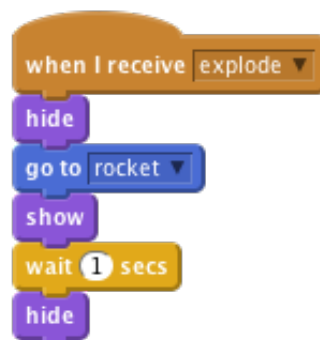 when I receive explode
hide
go to rocket
show
wait 1 secs
hide